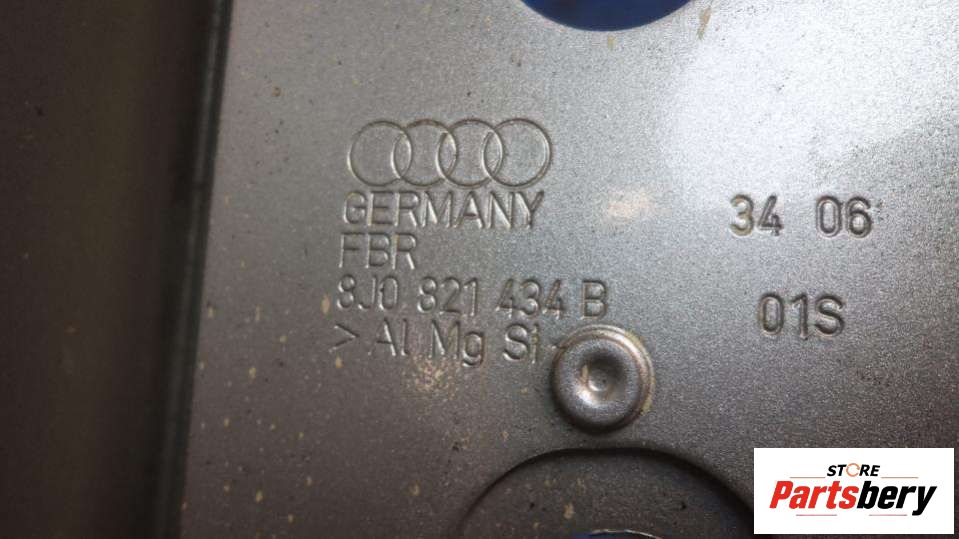 GERMANY
FBR
8J0 821 434 B
> Al Mg Si
34 06
01S
STORE
Partsbery